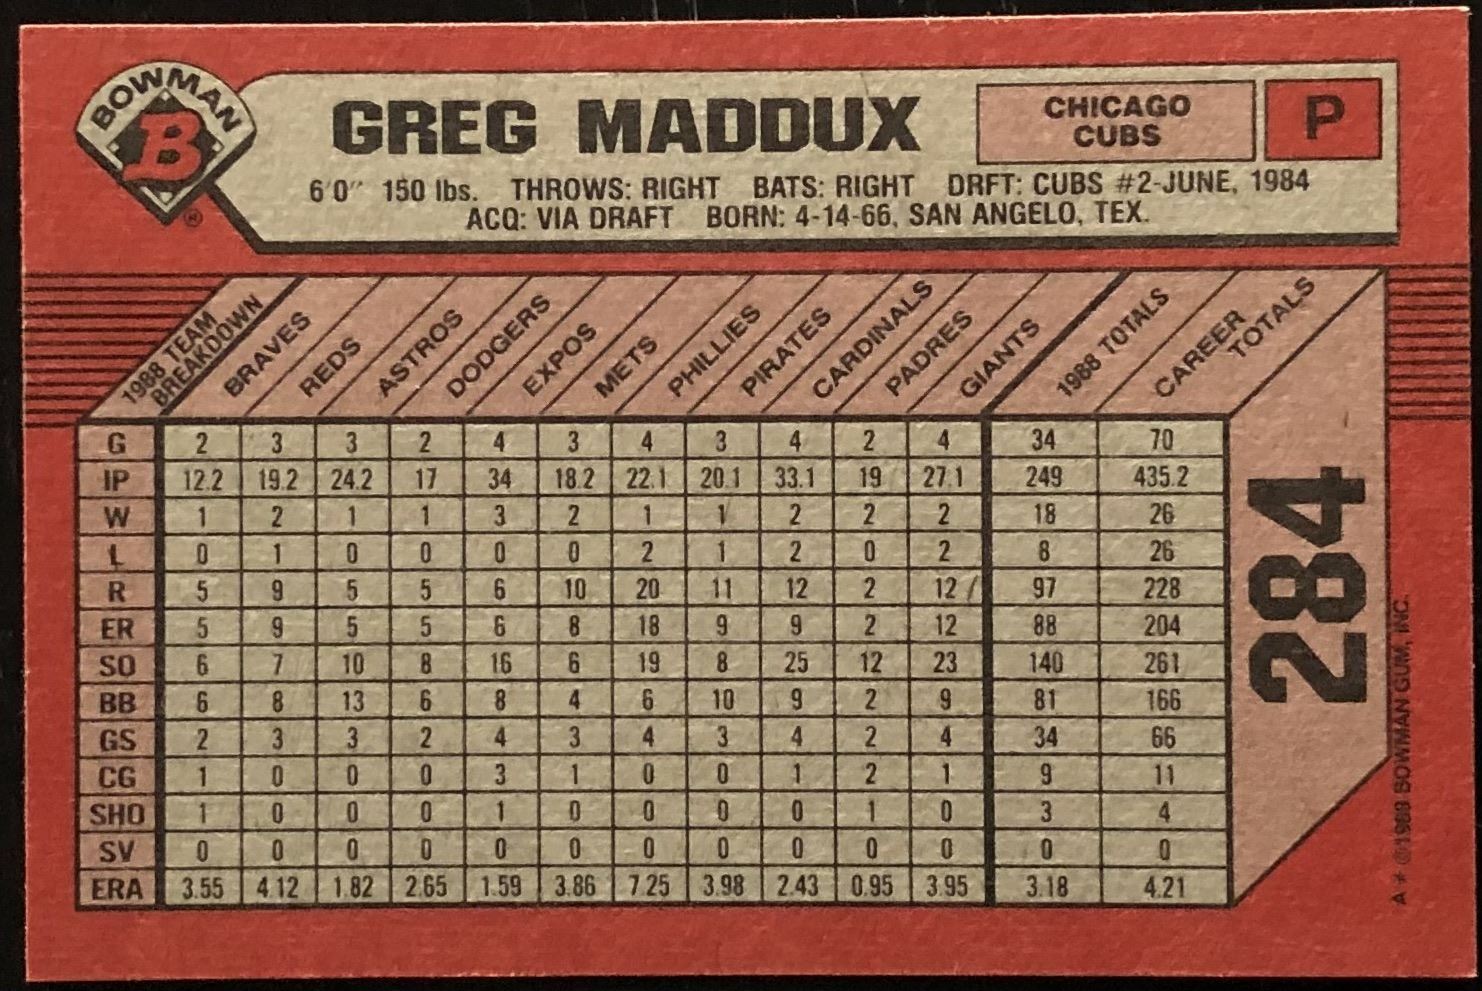 BOWMAN
B
®
GREG MADDUX
CHICAGO
CUBS
P
6'0" 150 lbs. THROWS: RIGHT BATS: RIGHT DRFT: CUBS #2-JUNE, 1984
ACQ: VIA DRAFT BORN: 4-14-66, SAN ANGELO, TEX.
1988 TEAM BREAKDOWN BRAVES REDS ASTROS DODGERS EXPOS METS PHILLIES PIRATES CARDINALS PADRES GIANTS 1988 TOTALS CAREER TOTALS
G 2 3 3 2 4 3 4 3 4 2 4 34 70
IP 12.2 19.2 24.2 17 34 18.2 22.1 20.1 33.1 19 27.1 249 435.2
W 1 2 1 1 3 2 1 1 2 2 2 18 26
L 0 1 0 0 0 0 2 1 2 0 2 8 26
R 5 9 5 5 6 10 20 11 12 2 12 97 228
ER 5 9 5 5 6 8 18 9 9 2 12 88 204
SO 6 7 10 8 16 6 19 8 25 12 23 140 261
BB 6 8 13 6 8 4 6 10 9 2 9 81 166
GS 2 3 3 2 4 3 4 3 4 2 4 34 66
CG 1 0 0 0 3 1 0 0 1 2 1 9 11
SHO 1 0 0 0 1 0 0 0 0 1 0 3 4
SV 0 0 0 0 0 0 0 0 0 0 0 0 0
ERA 3.55 4.12 1.82 2.65 1.59 3.86 7.25 3.98 2.43 0.95 3.95 3.18 4.21
284
A * ©1989 BOWMAN GUM, INC.